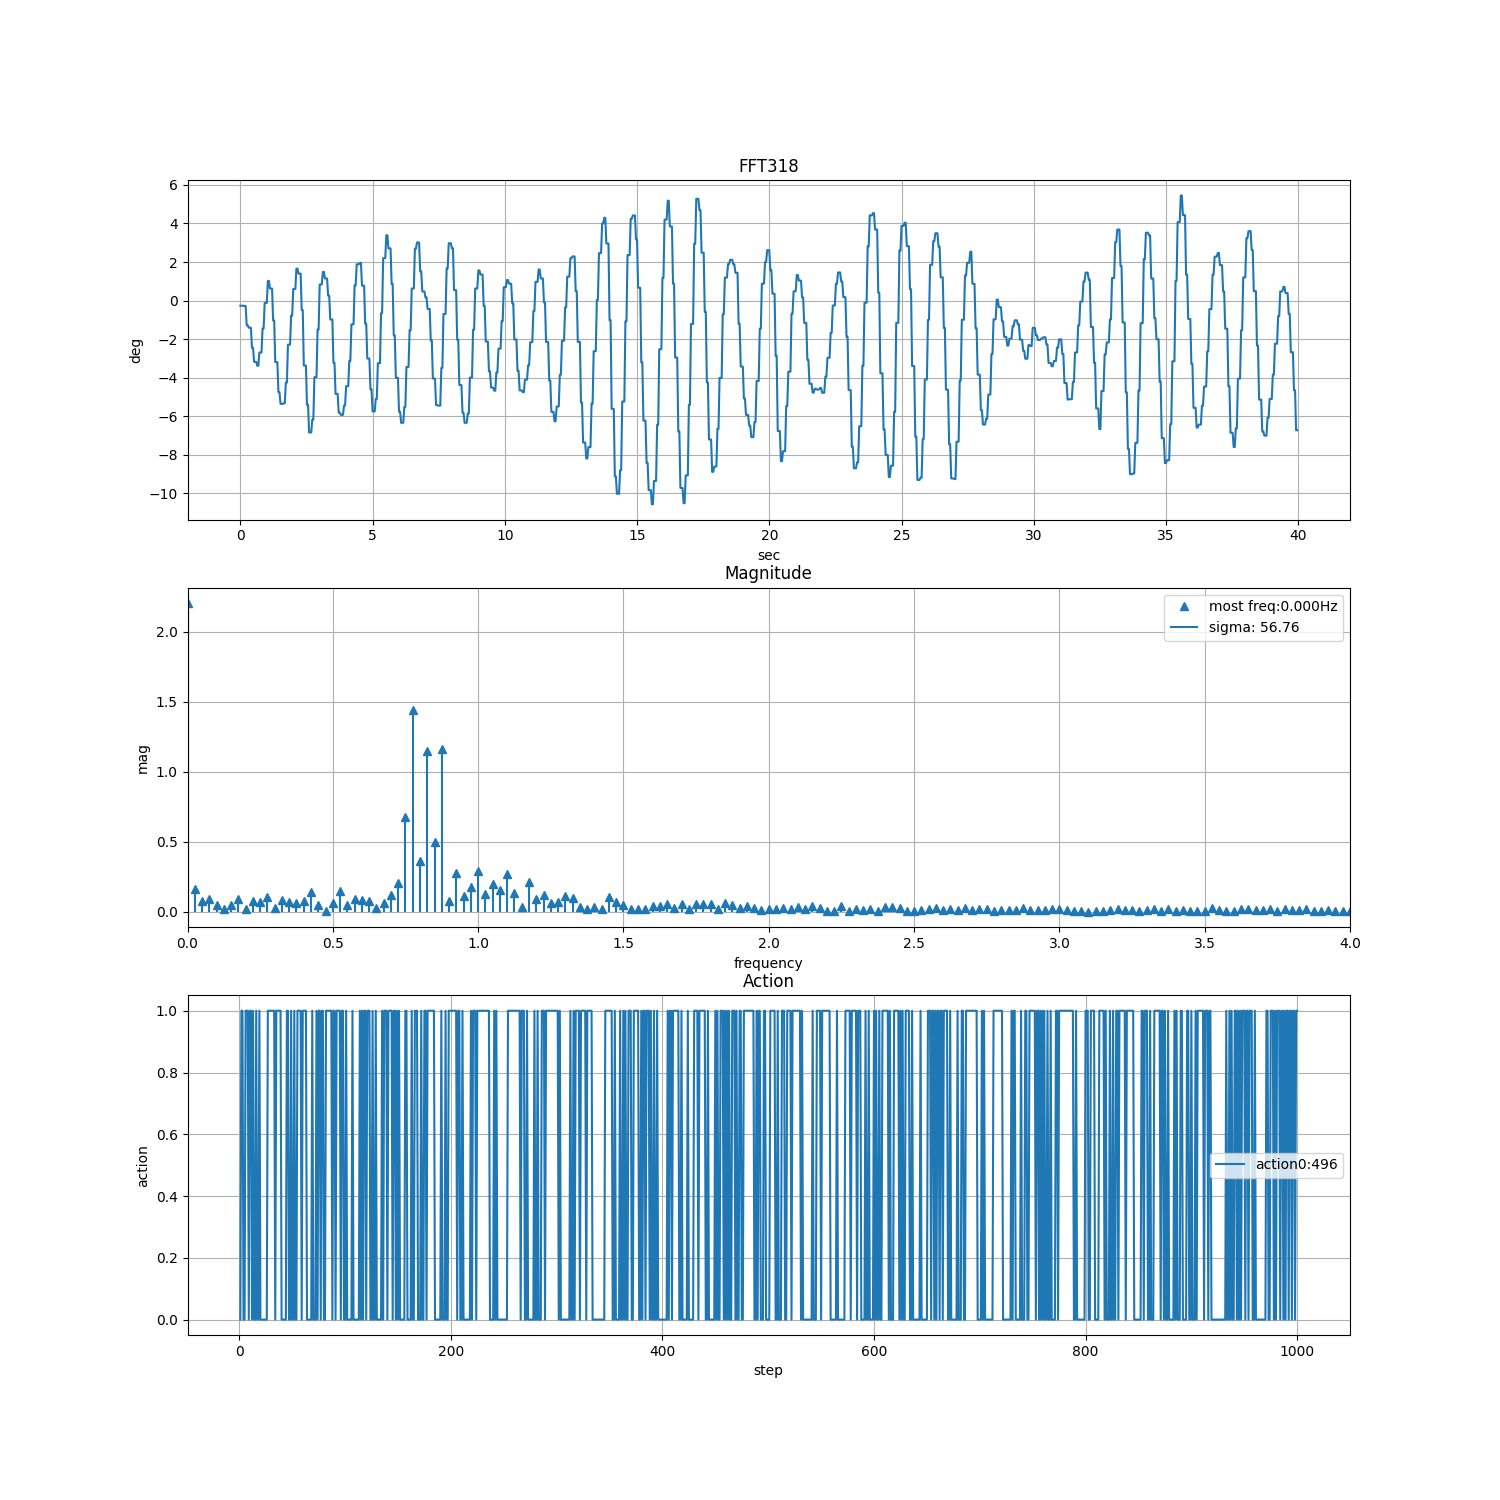 FFT318
6
4
2
0
−2
−4
−6
−8
−10
deg
0 5 10 15 20 25 30 35 40
sec
Magnitude
most freq:0.000Hz
sigma: 56.76
2.0
1.5
1.0
0.5
0.0
mag
0.0 0.5 1.0 1.5 2.0 2.5 3.0 3.5 4.0
frequency
Action
1.0
0.8
0.6
0.4
0.2
0.0
action
action0:496
0 200 400 600 800 1000
step